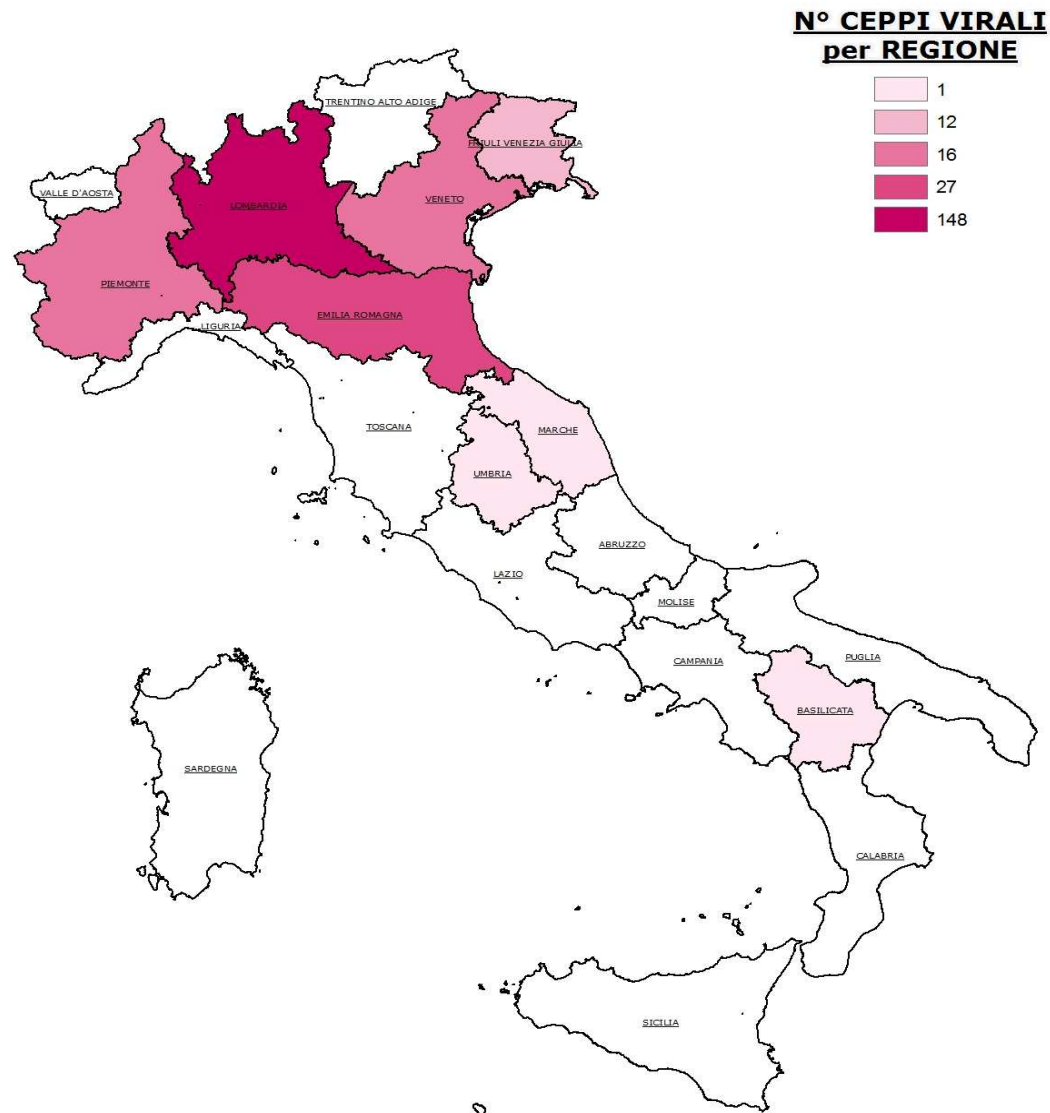 N° CEPPI VIRALI
per REGIONE
1
12
16
27
148
TRENTINO ALTO ADIGE
FRIULI VENEZIA GIULIA
VALLE D'AOSTA
VENETO
LOMBARDIA
PIEMONTE
EMILIA ROMAGNA
LIGURIA
TOSCANA
MARCHE
UMBRIA
ABRUZZO
LAZIO
MOLISE
CAMPANIA
PUGLIA
BASILICATA
SARDEGNA
CALABRIA
SICILIA